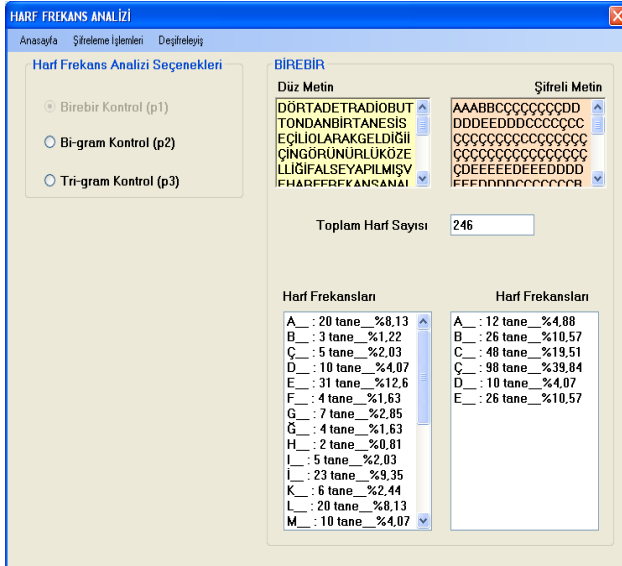 HARF FREKANS ANALİZİ
Anasayfa Şifreleme İşlemleri Deşifreleyiş
Harf Frekans Analizi Seçenekleri
Birebir Kontrol (p1)
Bi-gram Kontrol (p2)
Tri-gram Kontrol (p3)
BİREBİR
Düz Metin
DÖRTADETRADİOBUT
TONDANBİRTANESİS
EÇİLİOLARAKGELDİĞİİ
ÇİNGÖRÜNÜRLÜKÖZE
LLİĞİFALSEYAPILMIŞV
EHARFFREKANSANAL
Şifreli Metin
AAABBCÇÇÇÇÇÇÇDD
DDDEEDDDCCCCÇCC
ÇÇÇÇÇÇÇÇÇÇÇÇÇÇÇ
ÇÇÇÇÇÇÇÇÇÇÇÇÇÇÇ
ÇDEEEEEDEEEDDDD
Toplam Harf Sayısı 246
Harf Frekansları
A__ : 20 tane__%8,13
B__ : 3 tane__%1,22
Ç__ : 5 tane__%2,03
D__ : 10 tane__%4,07
E__ : 31 tane__%12,6
F__ : 4 tane__%1,63
G__ : 7 tane__%2,85
Ğ__ : 4 tane__%1,63
H__ : 2 tane__%0,81
I__ : 5 tane__%2,03
İ__ : 23 tane__%9,35
K__ : 6 tane__%2,44
L__ : 20 tane__%8,13
M__ : 10 tane__%4,07
Harf Frekansları
A__ : 12 tane__%4,88
B__ : 26 tane__%10,57
C__ : 48 tane__%19,51
Ç__ : 98 tane__%39,84
D__ : 10 tane__%4,07
E__ : 26 tane__%10,57